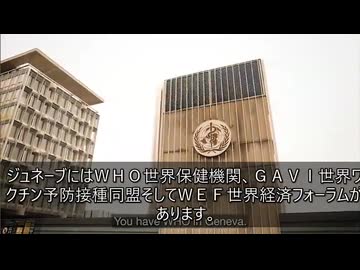 ジュネーブにはＷＨＯ世界保健機関、ＧＡＶＩ世界ワ
クチン予防接種同盟そしてＷＥＦ世界経済フォーラムが
あります。
You have WHO in Geneva.